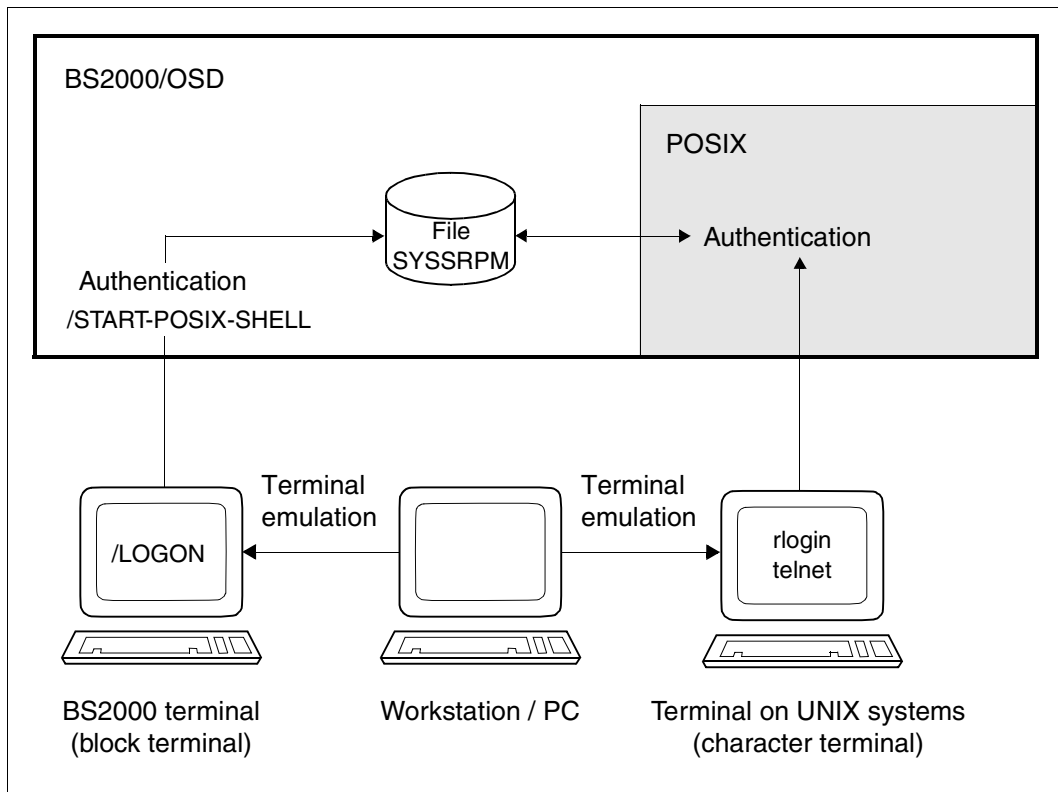 BS2000/OSD
POSIX
File
SYSSRPM
Authentication
Authentication
/START-POSIX-SHELL
Terminal
emulation
Terminal
emulation
/LOGON
rlogin
telnet
BS2000 terminal
(block terminal)
Workstation / PC
Terminal on UNIX systems
(character terminal)